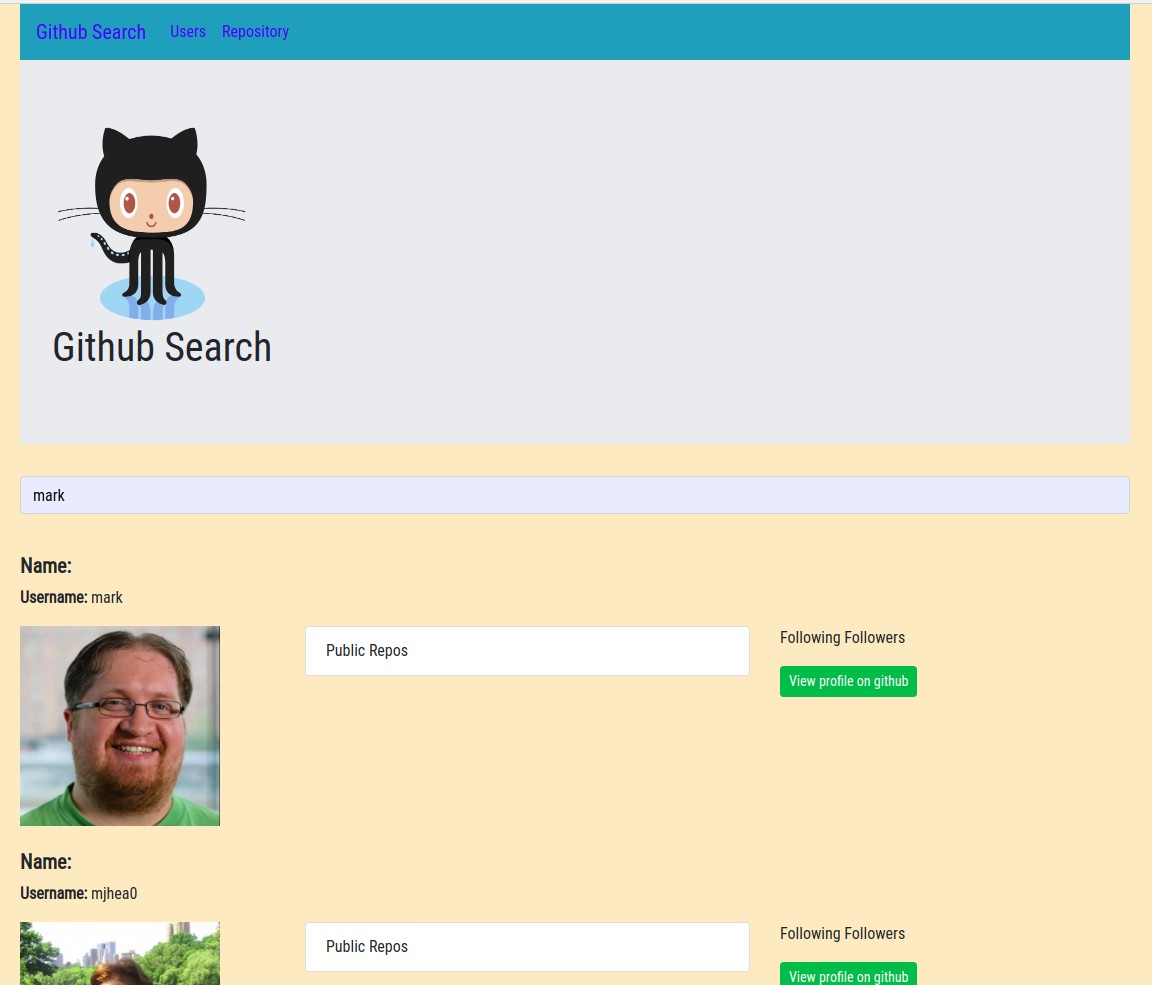 Github Search Users Repository
Github Search
mark
Name:
Username: mark
Public Repos
Following Followers
View profile on github
Name:
Username: mjhea0
Public Repos
Following Followers
View profile on github